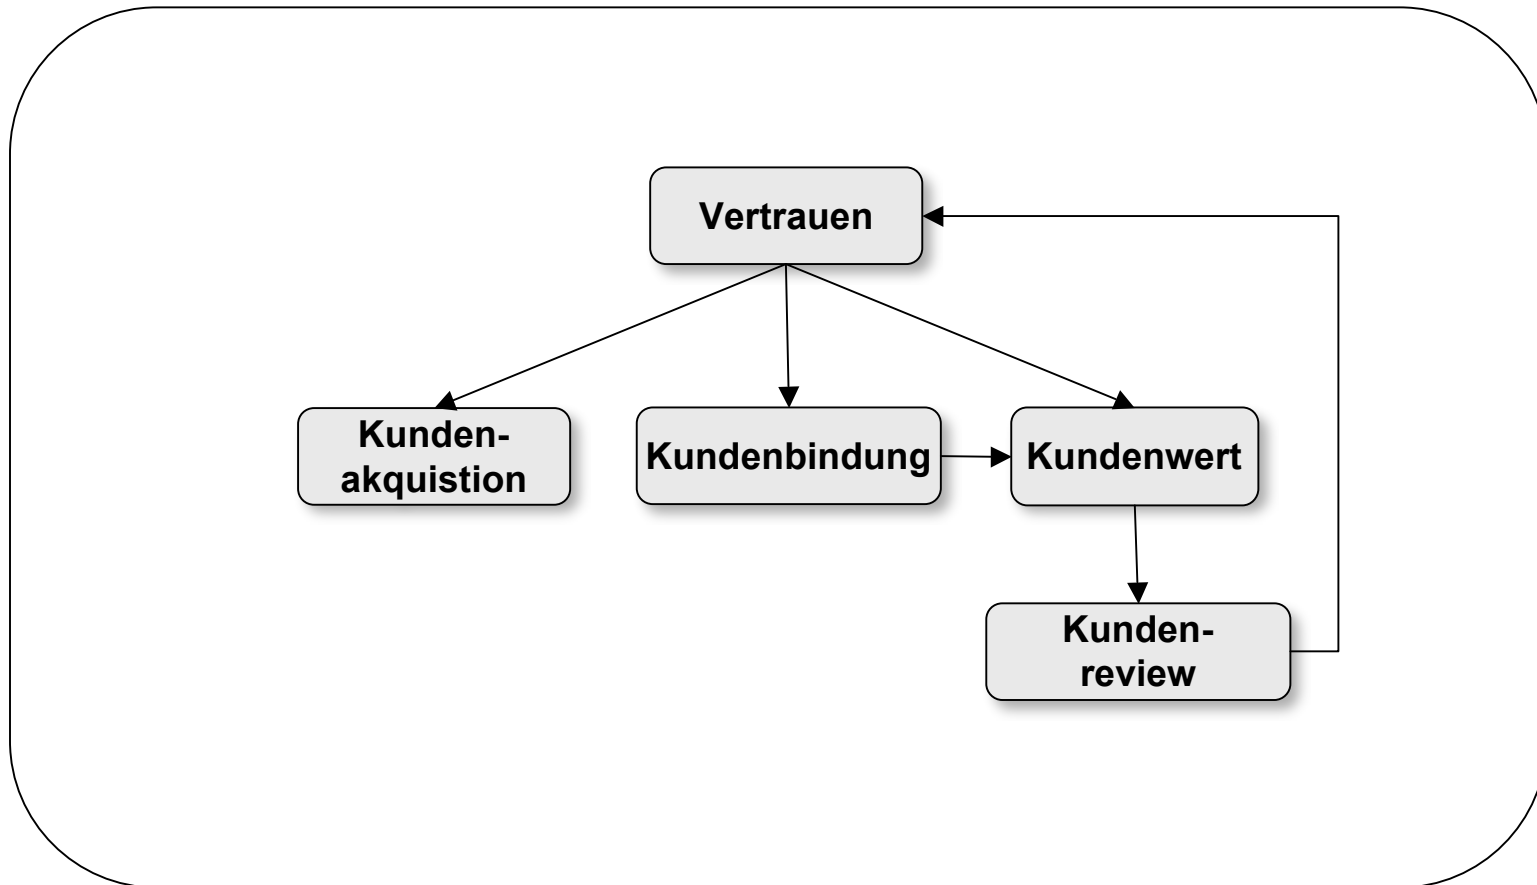 Vertrauen
Kunden-
akquistion
Kundenbindung
Kundenwert
Kunden-
review